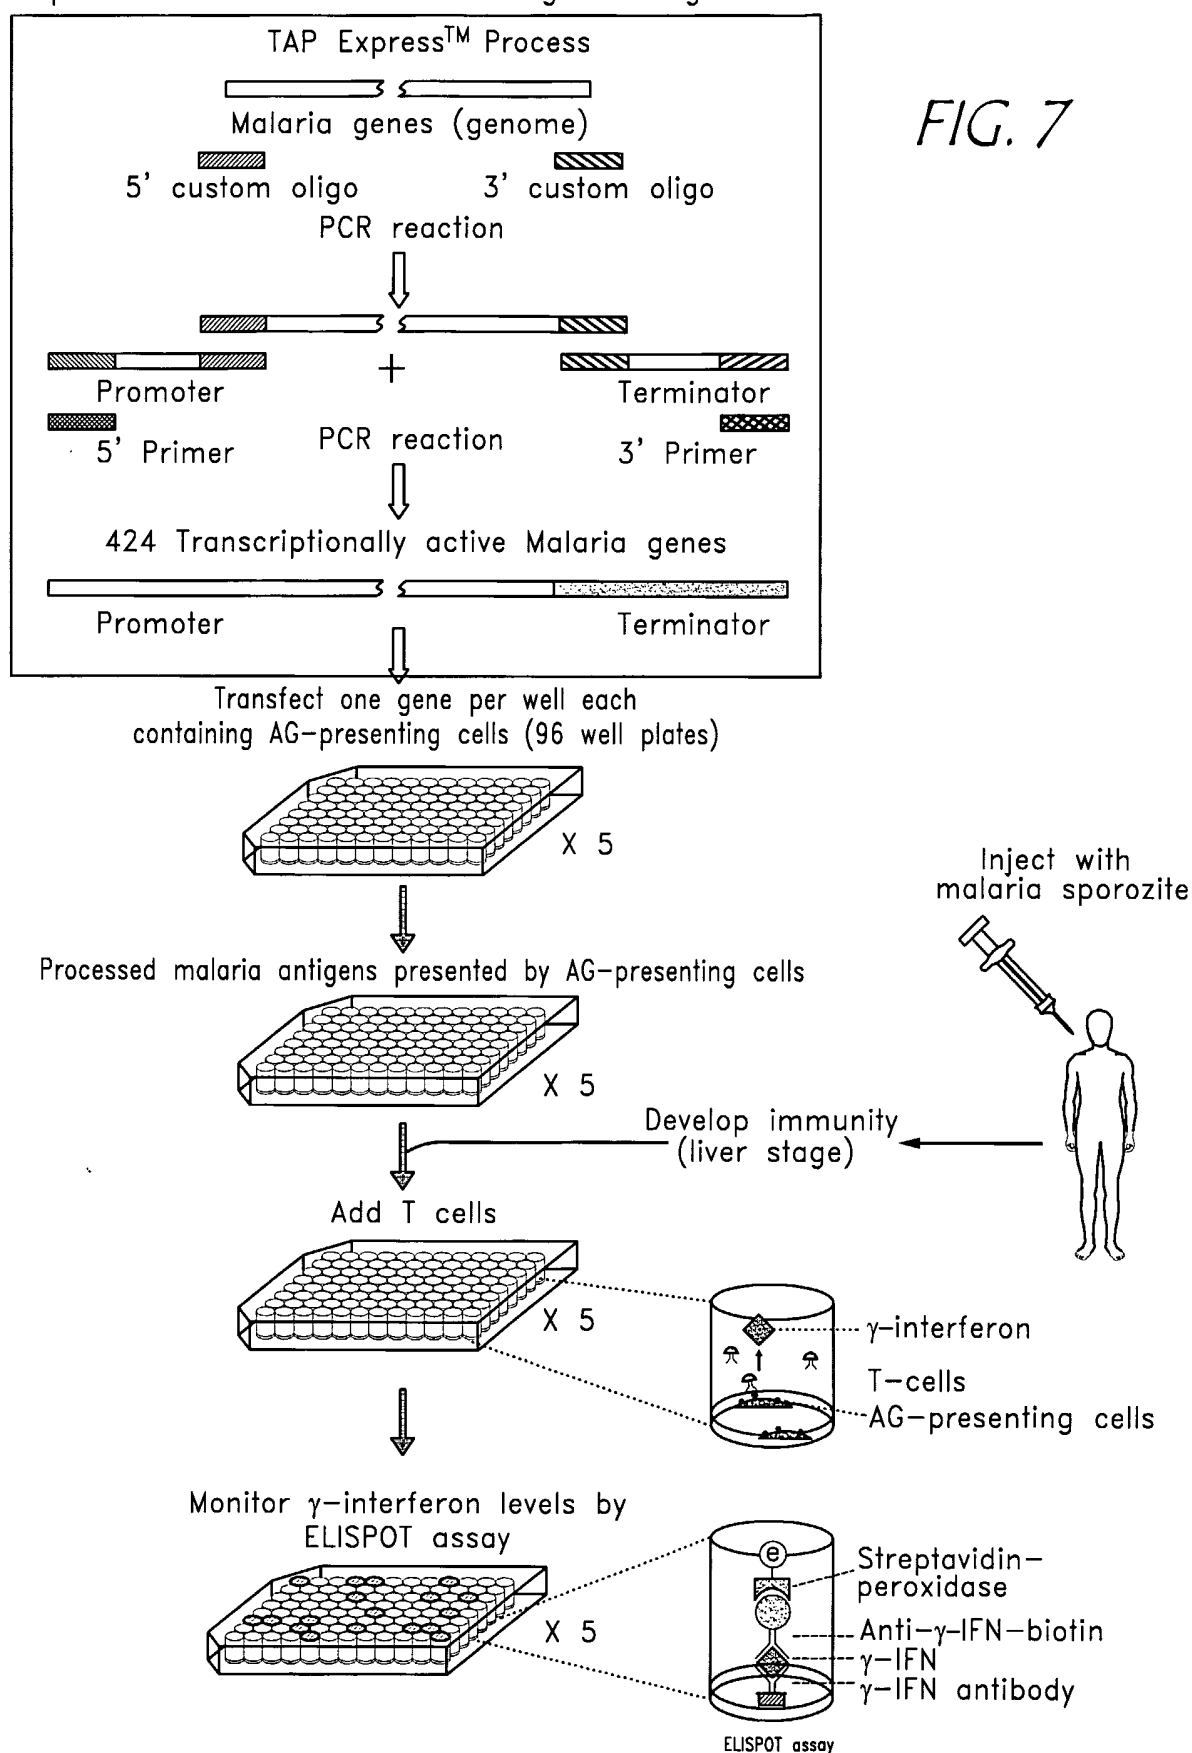 TAP Express™ Process
Malaria genes (genome)
5' custom oligo
3' custom oligo
PCR reaction
+
Promoter
Terminator
5' Primer
PCR reaction
3' Primer
424 Transcriptionally active Malaria genes
Promoter
Terminator
FIG. 7
Transfect one gene per well each
containing AG-presenting cells (96 well plates)
X 5
Processed malaria antigens presented by AG-presenting cells
X 5
Inject with
malaria sporozite
Develop immunity
(liver stage)
Add T cells
X 5
γ-interferon
T-cells
AG-presenting cells
Monitor γ-interferon levels by
ELISPOT assay
X 5
e
Streptavidin-
peroxidase
Anti-γ-IFN-biotin
γ-IFN
γ-IFN antibody
ELISPOT assay